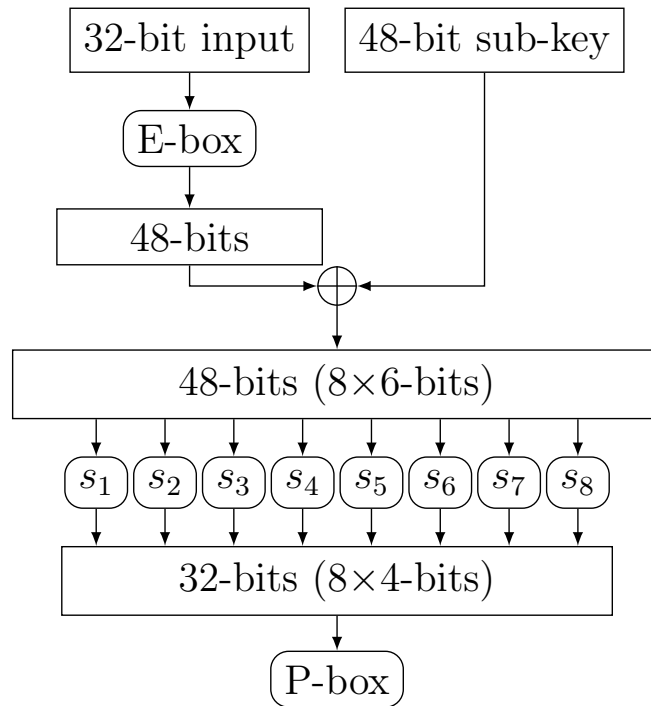 32-bit input
48-bit sub-key
E-box
48-bits
48-bits (8×6-bits)
s₁ s₂ s₃ s₄ s₅ s₆ s₇ s₈
32-bits (8×4-bits)
P-box